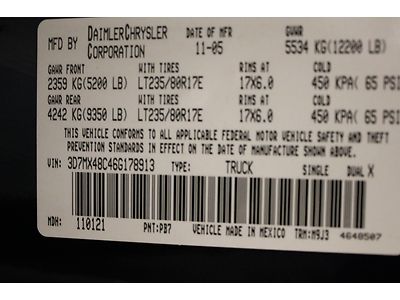 MFD BY DAIMLERCHRYSLER CORPORATION DATE OF MFR 11-05 GVWR 5534 KG(12200 LB)
GAWR FRONT WITH TIRES RIMS AT COLD
2359 KG(5200 LB) LT235/80R17E 17X6.0 450 KPA( 65 PSI
GAWR REAR WITH TIRES RIMS AT COLD
4242 KG(9350 LB) LT235/80R17E 17X6.0 450 KPA( 65 PSI
THIS VEHICLE CONFORMS TO ALL APPLICABLE FEDERAL MOTOR VEHICLE SAFETY AND THEFT
PREVENTION STANDARDS IN EFFECT ON THE DATE OF MANUFACTURE SHOWN ABOVE.
VIN: 3D7MX48C46G178913 TYPE: TRUCK SINGLE DUAL X
MDH: 110121 PNT:PB7 VEHICLE MADE IN MEXICO TRM:M9J3 4648507